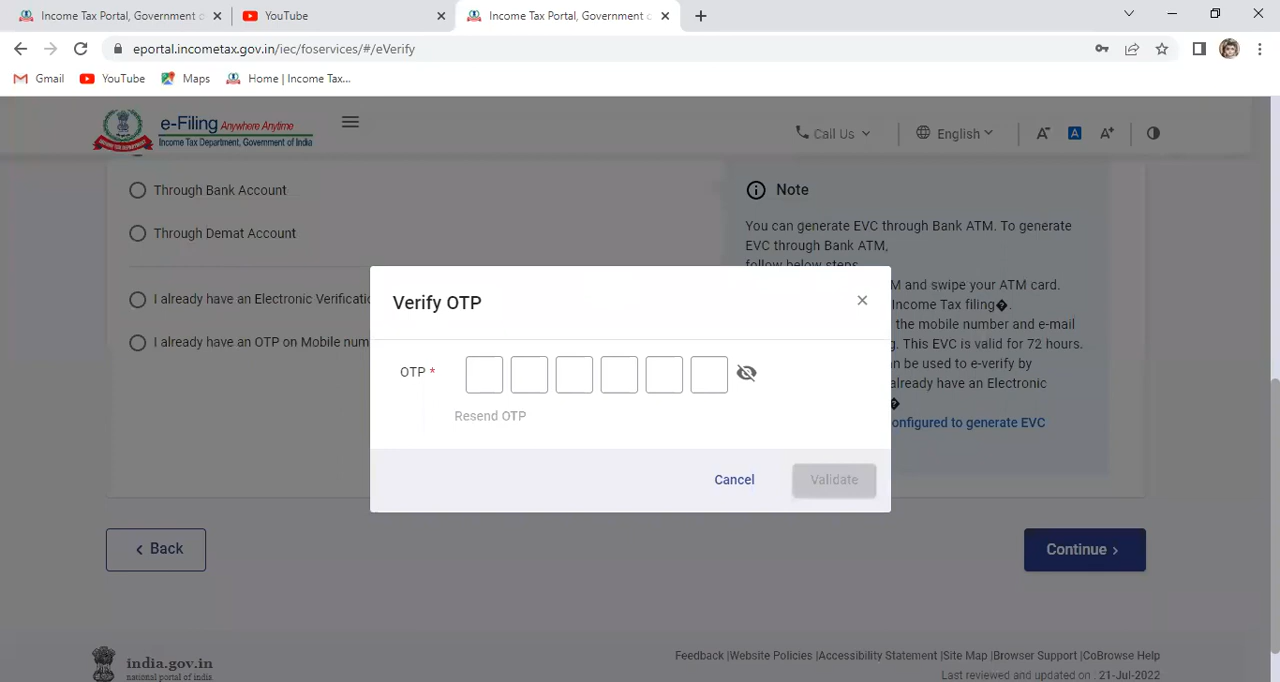 Income Tax Portal, Government o
YouTube
Income Tax Portal, Government o
eportal.incometax.gov.in/iec/foservices/#/eVerify
Gmail
YouTube
Maps
Home | Income Tax...
e-Filing Anywhere Anytime
Income Tax Department, Government of India
Call Us
English
A-
A
A+
Through Bank Account
Through Demat Account
I already have an Electronic Verificatio
I already have an OTP on Mobile num
Note
You can generate EVC through Bank ATM. To generate
EVC through Bank ATM,
follow below steps
M and swipe your ATM card.
Income Tax filing�.
the mobile number and e-mail
g. This EVC is valid for 72 hours.
n be used to e-verify by
already have an Electronic
�
onfigured to generate EVC
Verify OTP
OTP *
Resend OTP
Cancel
Validate
Back
Continue
india.gov.in
national portal of india
Feedback |Website Policies |Accessibility Statement |Site Map |Browser Support |CoBrowse Help
Last reviewed and updated on : 21-Jul-2022